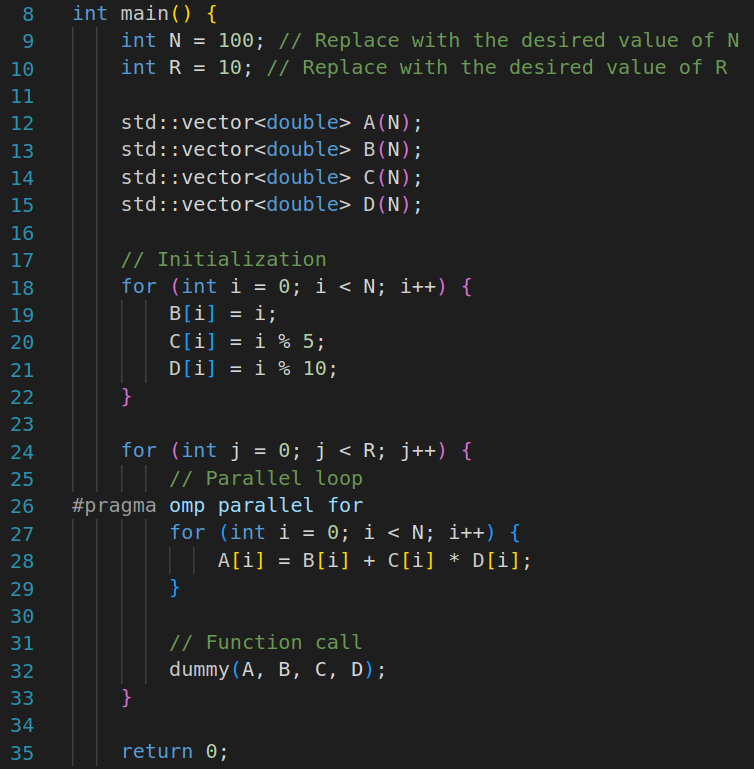 8 int main() {
9 int N = 100; // Replace with the desired value of N
10 int R = 10; // Replace with the desired value of R
11
12 std::vector<double> A(N);
13 std::vector<double> B(N);
14 std::vector<double> C(N);
15 std::vector<double> D(N);
16
17 // Initialization
18 for (int i = 0; i < N; i++) {
19 B[i] = i;
20 C[i] = i % 5;
21 D[i] = i % 10;
22 }
23
24 for (int j = 0; j < R; j++) {
25 // Parallel loop
26 #pragma omp parallel for
27 for (int i = 0; i < N; i++) {
28 A[i] = B[i] + C[i] * D[i];
29 }
30
31 // Function call
32 dummy(A, B, C, D);
33 }
34
35 return 0;